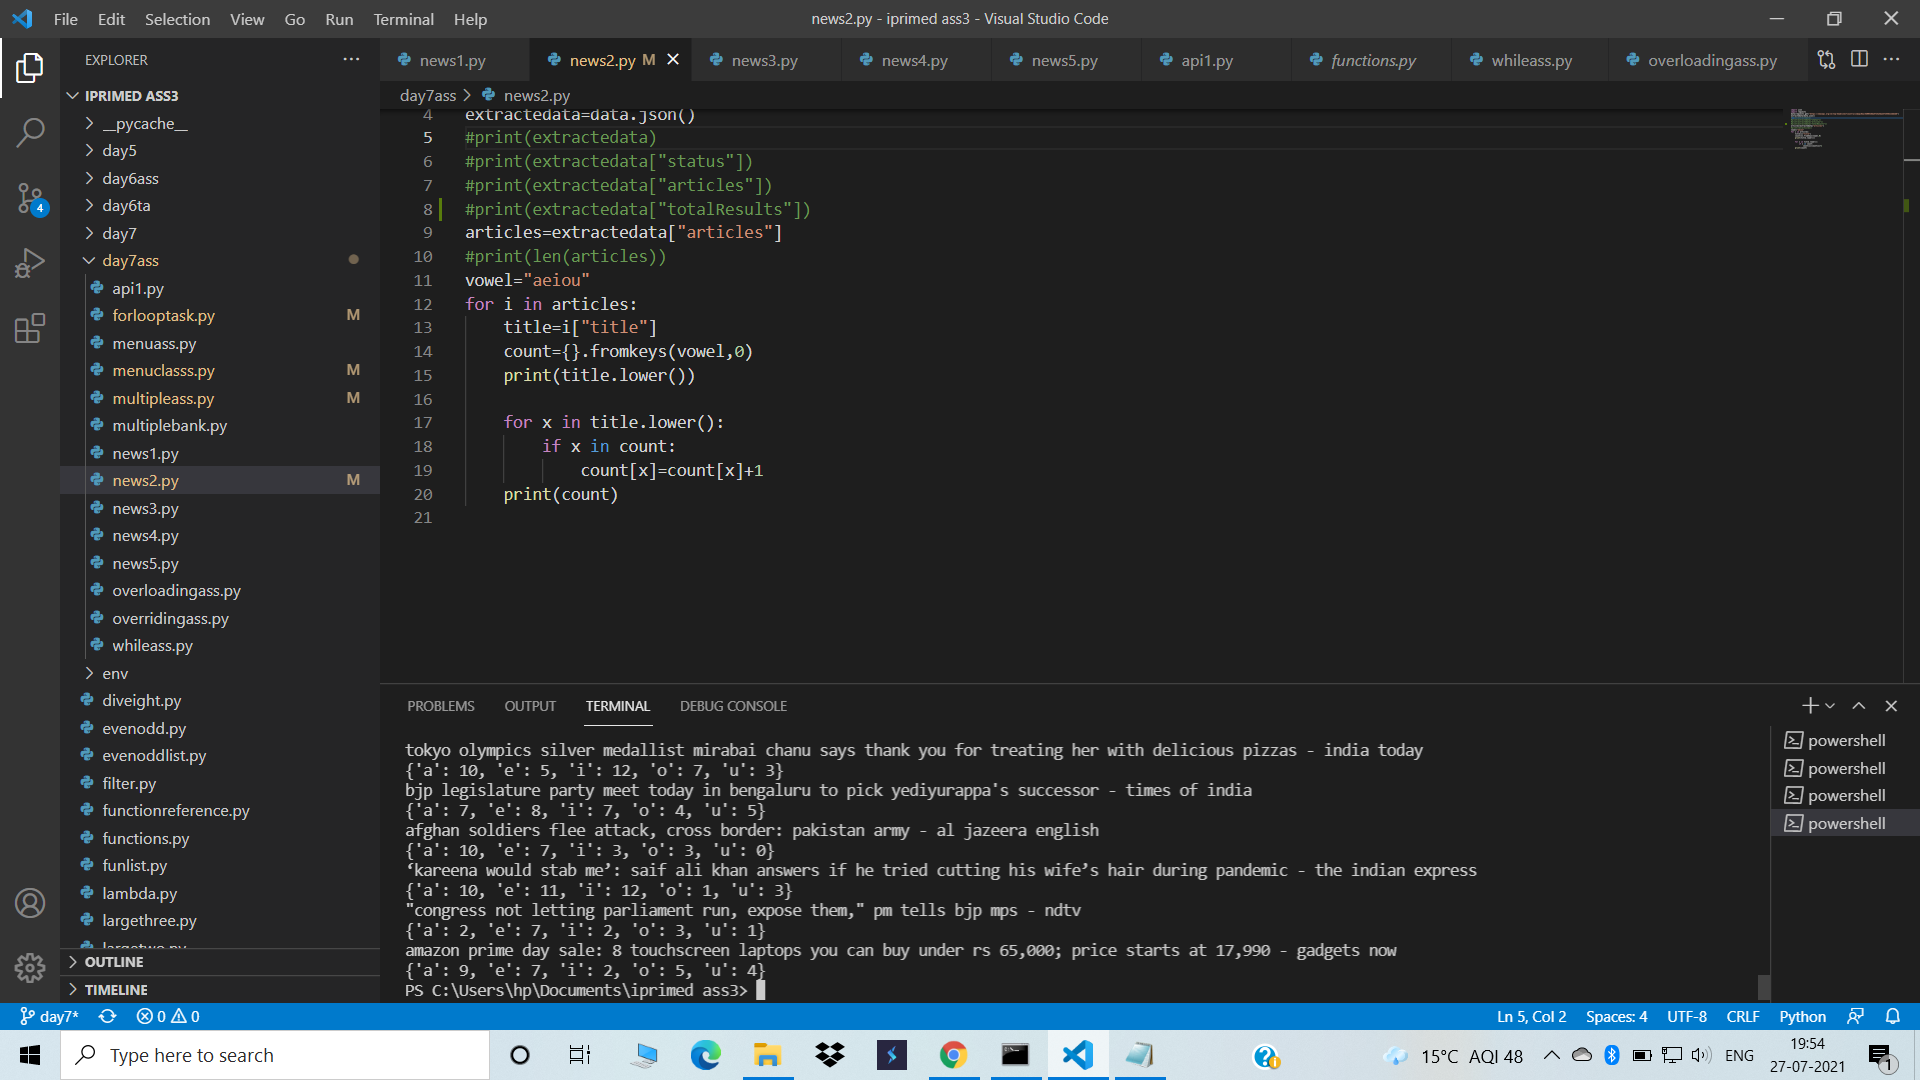 File Edit Selection View Go Run Terminal Help
news2.py - iprimed ass3 - Visual Studio Code
EXPLORER
news1.py
news2.py M
news3.py
news4.py
news5.py
api1.py
functions.py
whileass.py
overloadingass.py
IPRIMED ASS3
__pycache__
day5
day6ass
day6ta
day7
day7ass
api1.py
forlooptask.py M
menuass.py
menuclasss.py M
multipleass.py M
multiplebank.py
news1.py
news2.py M
news3.py
news4.py
news5.py
overloadingass.py
overridingass.py
whileass.py
env
diveight.py
evenodd.py
evenoddlist.py
filter.py
functionreference.py
functions.py
funlist.py
lambda.py
largethree.py
largetwo.py
OUTLINE
TIMELINE
4
day7ass > news2.py
4 extractedata=data.json()
5 #print(extractedata)
6 #print(extractedata["status"])
7 #print(extractedata["articles"])
8 #print(extractedata["totalResults"])
9 articles=extractedata["articles"]
10 #print(len(articles))
11 vowel="aeiou"
12 for i in articles:
13 title=i["title"]
14 count={}.fromkeys(vowel,0)
15 print(title.lower())
16
17 for x in title.lower():
18 if x in count:
19 count[x]=count[x]+1
20 print(count)
21
PROBLEMS OUTPUT TERMINAL DEBUG CONSOLE
tokyo olympics silver medallist mirabai chanu says thank you for treating her with delicious pizzas - india today
{'a': 10, 'e': 5, 'i': 12, 'o': 7, 'u': 3}
bjp legislature party meet today in bengaluru to pick yediyurappa's successor - times of india
{'a': 7, 'e': 8, 'i': 7, 'o': 4, 'u': 5}
afghan soldiers flee attack, cross border: pakistan army - al jazeera english
{'a': 10, 'e': 7, 'i': 3, 'o': 3, 'u': 0}
‘kareena would stab me’: saif ali khan answers if he tried cutting his wife’s hair during pandemic - the indian express
{'a': 10, 'e': 11, 'i': 12, 'o': 1, 'u': 3}
"congress not letting parliament run, expose them," pm tells bjp mps - ndtv
{'a': 2, 'e': 7, 'i': 2, 'o': 3, 'u': 1}
amazon prime day sale: 8 touchscreen laptops you can buy under rs 65,000; price starts at 17,990 - gadgets now
{'a': 9, 'e': 7, 'i': 2, 'o': 5, 'u': 4}
PS C:\Users\hp\Documents\iprimed ass3>
powershell
powershell
powershell
powershell
day7* 0 0
Ln 5, Col 2 Spaces: 4 UTF-8 CRLF Python
Type here to search
15°C AQI 48
ENG
19:54
27-07-2021
1